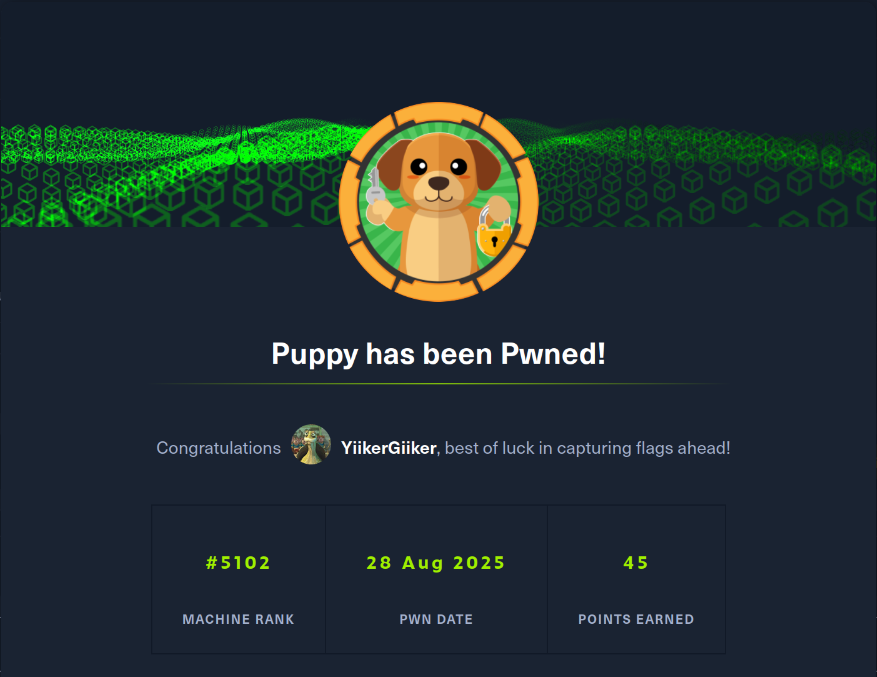 Puppy has been Pwned!
Congratulations YiikerGiiker, best of luck in capturing flags ahead!
#5102 28 Aug 2025 45
MACHINE RANK PWN DATE POINTS EARNED